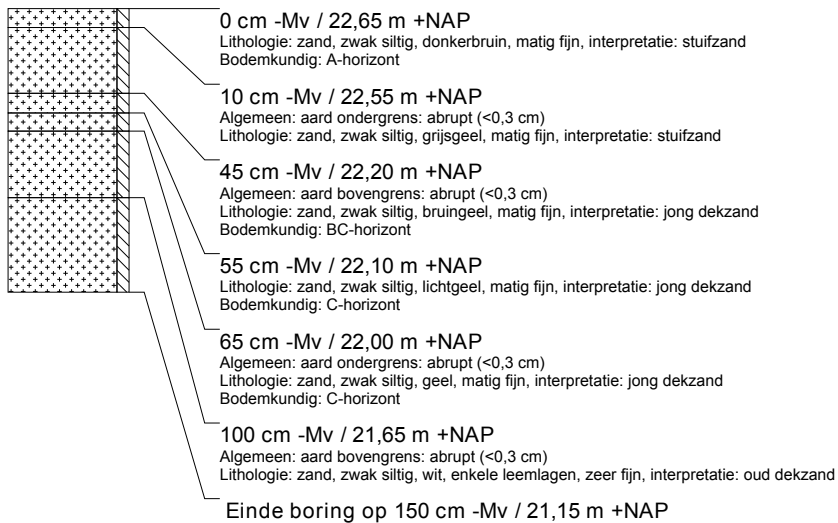 0 cm -Mv / 22,65 m +NAP
Lithologie: zand, zwak siltig, donkerbruin, matig fijn, interpretatie: stuifzand
Bodemkundig: A-horizont
10 cm -Mv / 22,55 m +NAP
Algemeen: aard ondergrens: abrupt (<0,3 cm)
Lithologie: zand, zwak siltig, grijsgeel, matig fijn, interpretatie: stuifzand
45 cm -Mv / 22,20 m +NAP
Algemeen: aard bovengrens: abrupt (<0,3 cm)
Lithologie: zand, zwak siltig, bruingeel, matig fijn, interpretatie: jong dekzand
Bodemkundig: BC-horizont
55 cm -Mv / 22,10 m +NAP
Lithologie: zand, zwak siltig, lichtgeel, matig fijn, interpretatie: jong dekzand
Bodemkundig: C-horizont
65 cm -Mv / 22,00 m +NAP
Algemeen: aard ondergrens: abrupt (<0,3 cm)
Lithologie: zand, zwak siltig, geel, matig fijn, interpretatie: jong dekzand
Bodemkundig: C-horizont
100 cm -Mv / 21,65 m +NAP
Algemeen: aard bovengrens: abrupt (<0,3 cm)
Lithologie: zand, zwak siltig, wit, enkele leemlagen, zeer fijn, interpretatie: oud dekzand
Einde boring op 150 cm -Mv / 21,15 m +NAP